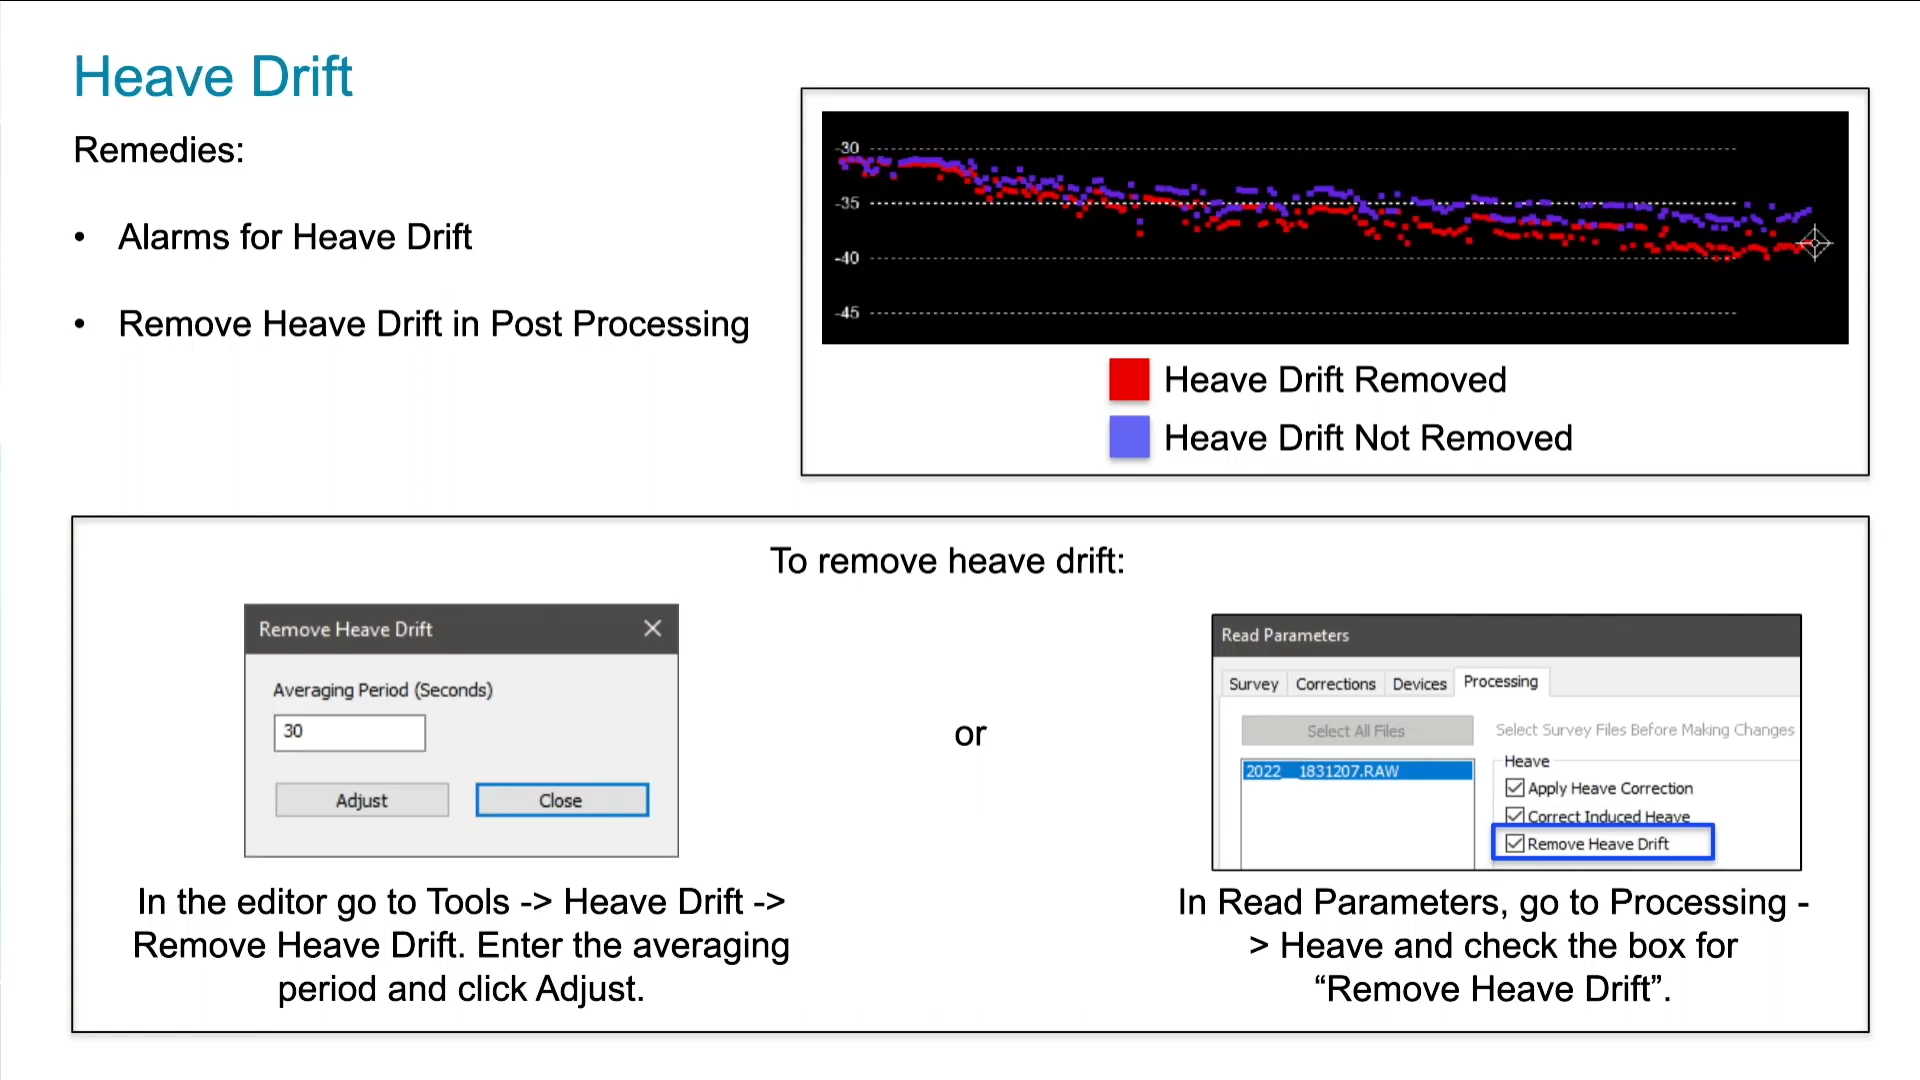 Heave Drift
Remedies:
• Alarms for Heave Drift
• Remove Heave Drift in Post Processing
-30
-35
-40
-45
Heave Drift Removed
Heave Drift Not Removed
To remove heave drift:
Remove Heave Drift
Averaging Period (Seconds)
30
Adjust
Close
In the editor go to Tools -> Heave Drift ->
Remove Heave Drift. Enter the averaging
period and click Adjust.
or
Read Parameters
Survey
Corrections
Devices
Processing
Select All Files
Select Survey Files Before Making Changes
2022__1831207.RAW
Heave
Apply Heave Correction
Correct Induced Heave
Remove Heave Drift
In Read Parameters, go to Processing -
> Heave and check the box for
“Remove Heave Drift”.